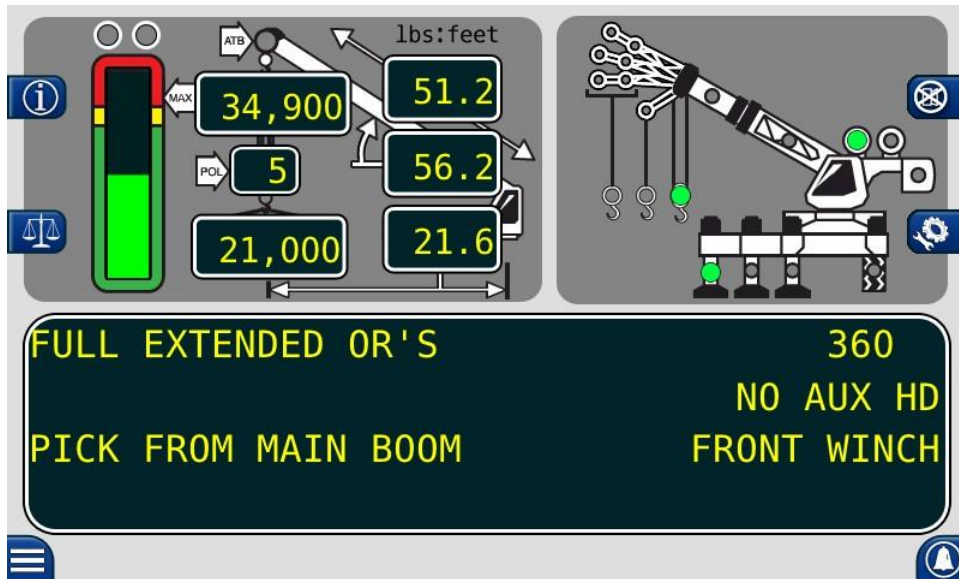 lbs:feet
ATB
51.2
MAX
34,900
POL
5
56.2
21,000
21.6
FULL EXTENDED OR'S 360
NO AUX HD
PICK FROM MAIN BOOM FRONT WINCH